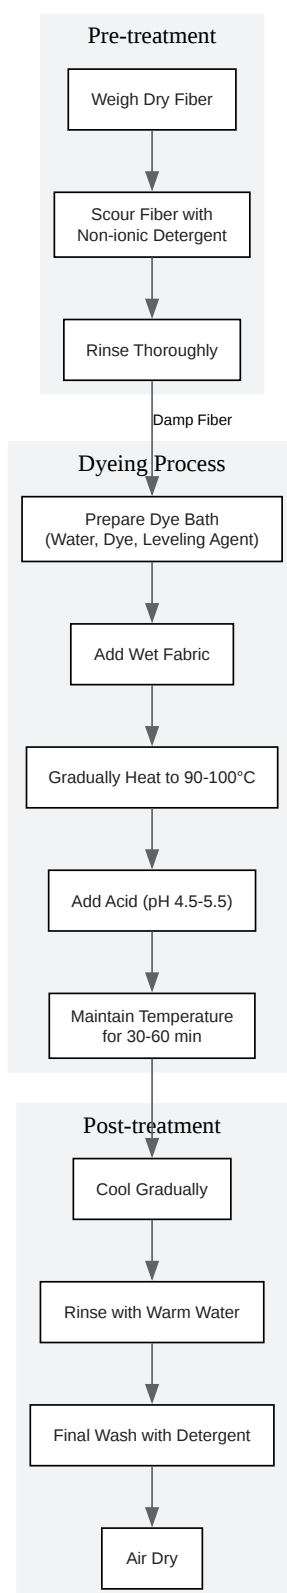 Pre-treatment
Weigh Dry Fiber
Scour Fiber with
Non-ionic Detergent
Rinse Thoroughly
Damp Fiber
Dyeing Process
Prepare Dye Bath
(Water, Dye, Leveling Agent)
Add Wet Fabric
Gradually Heat to 90-100°C
Add Acid (pH 4.5-5.5)
Maintain Temperature
for 30-60 min
Post-treatment
Cool Gradually
Rinse with Warm Water
Final Wash with Detergent
Air Dry